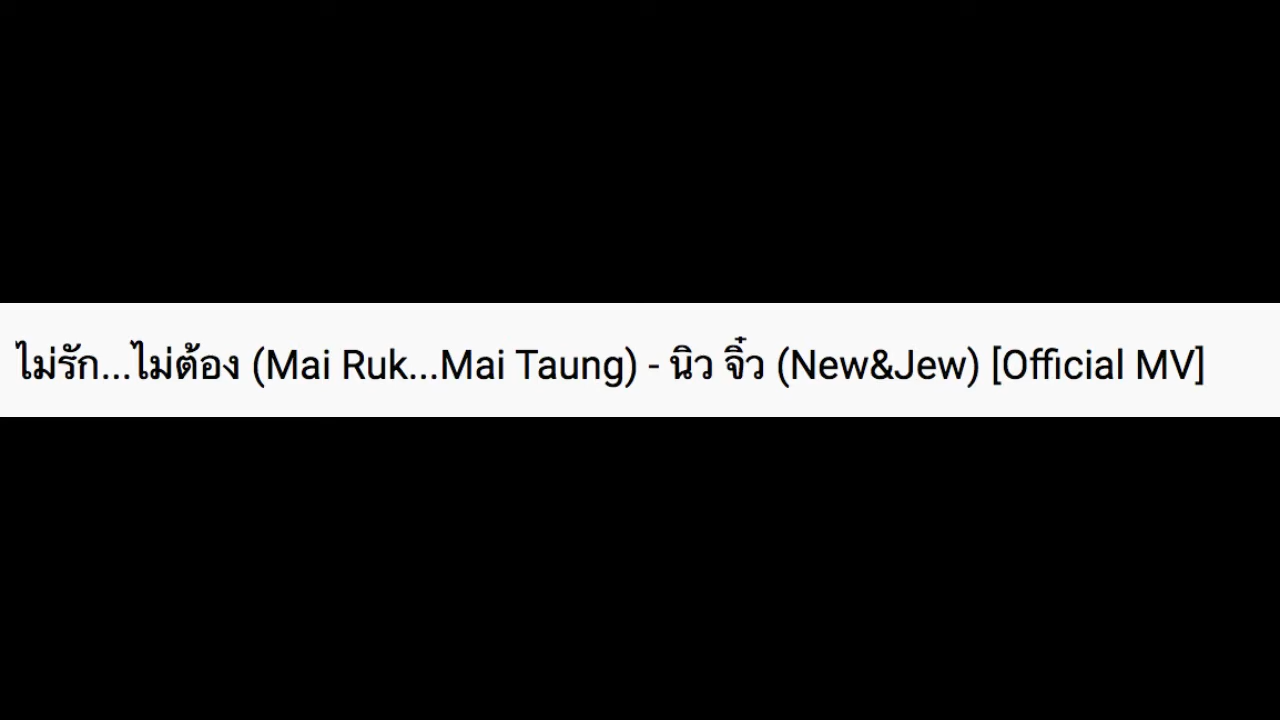 ไม่รัก...ไม่ต้อง (Mai Ruk...Mai Taung) - นิว จิ๋ว (New&Jew) [Official MV]